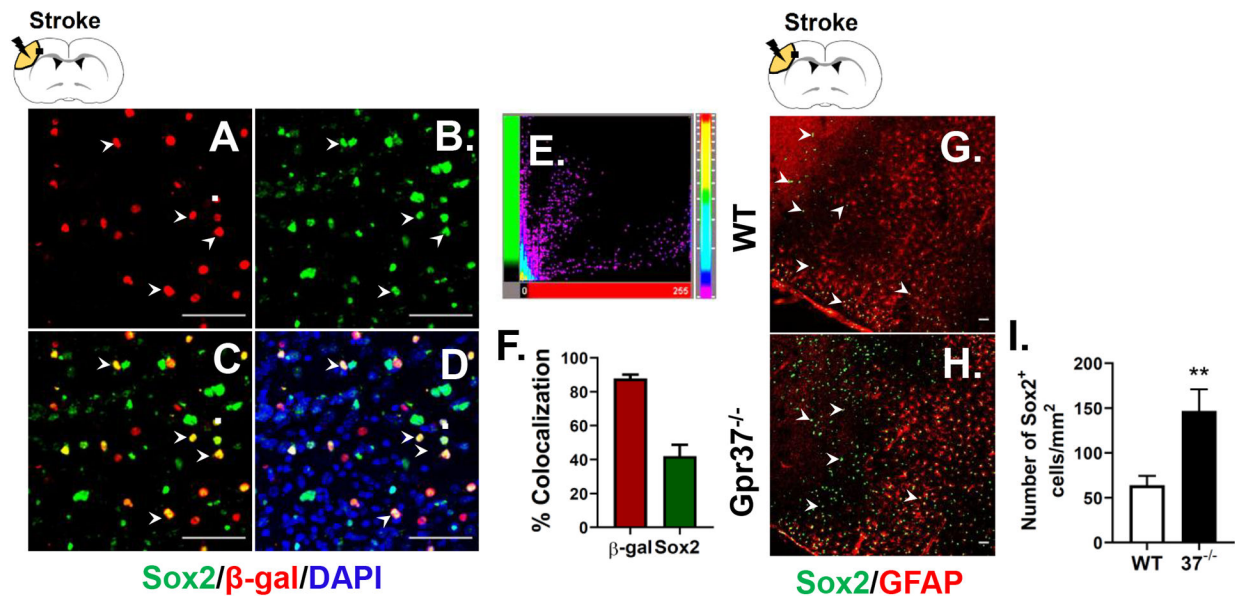 Stroke
Stroke
A
B.
C
D
E.
0 255
F.
% Colocalization
100
80
60
40
20
0
β-gal Sox2
Sox2/β-gal/DAPI
WT
G.
Gpr37-/-
H.
Sox2/GFAP
I.
Number of Sox2+
cells/mm2
200
150
100
50
0
**
WT 37-/-